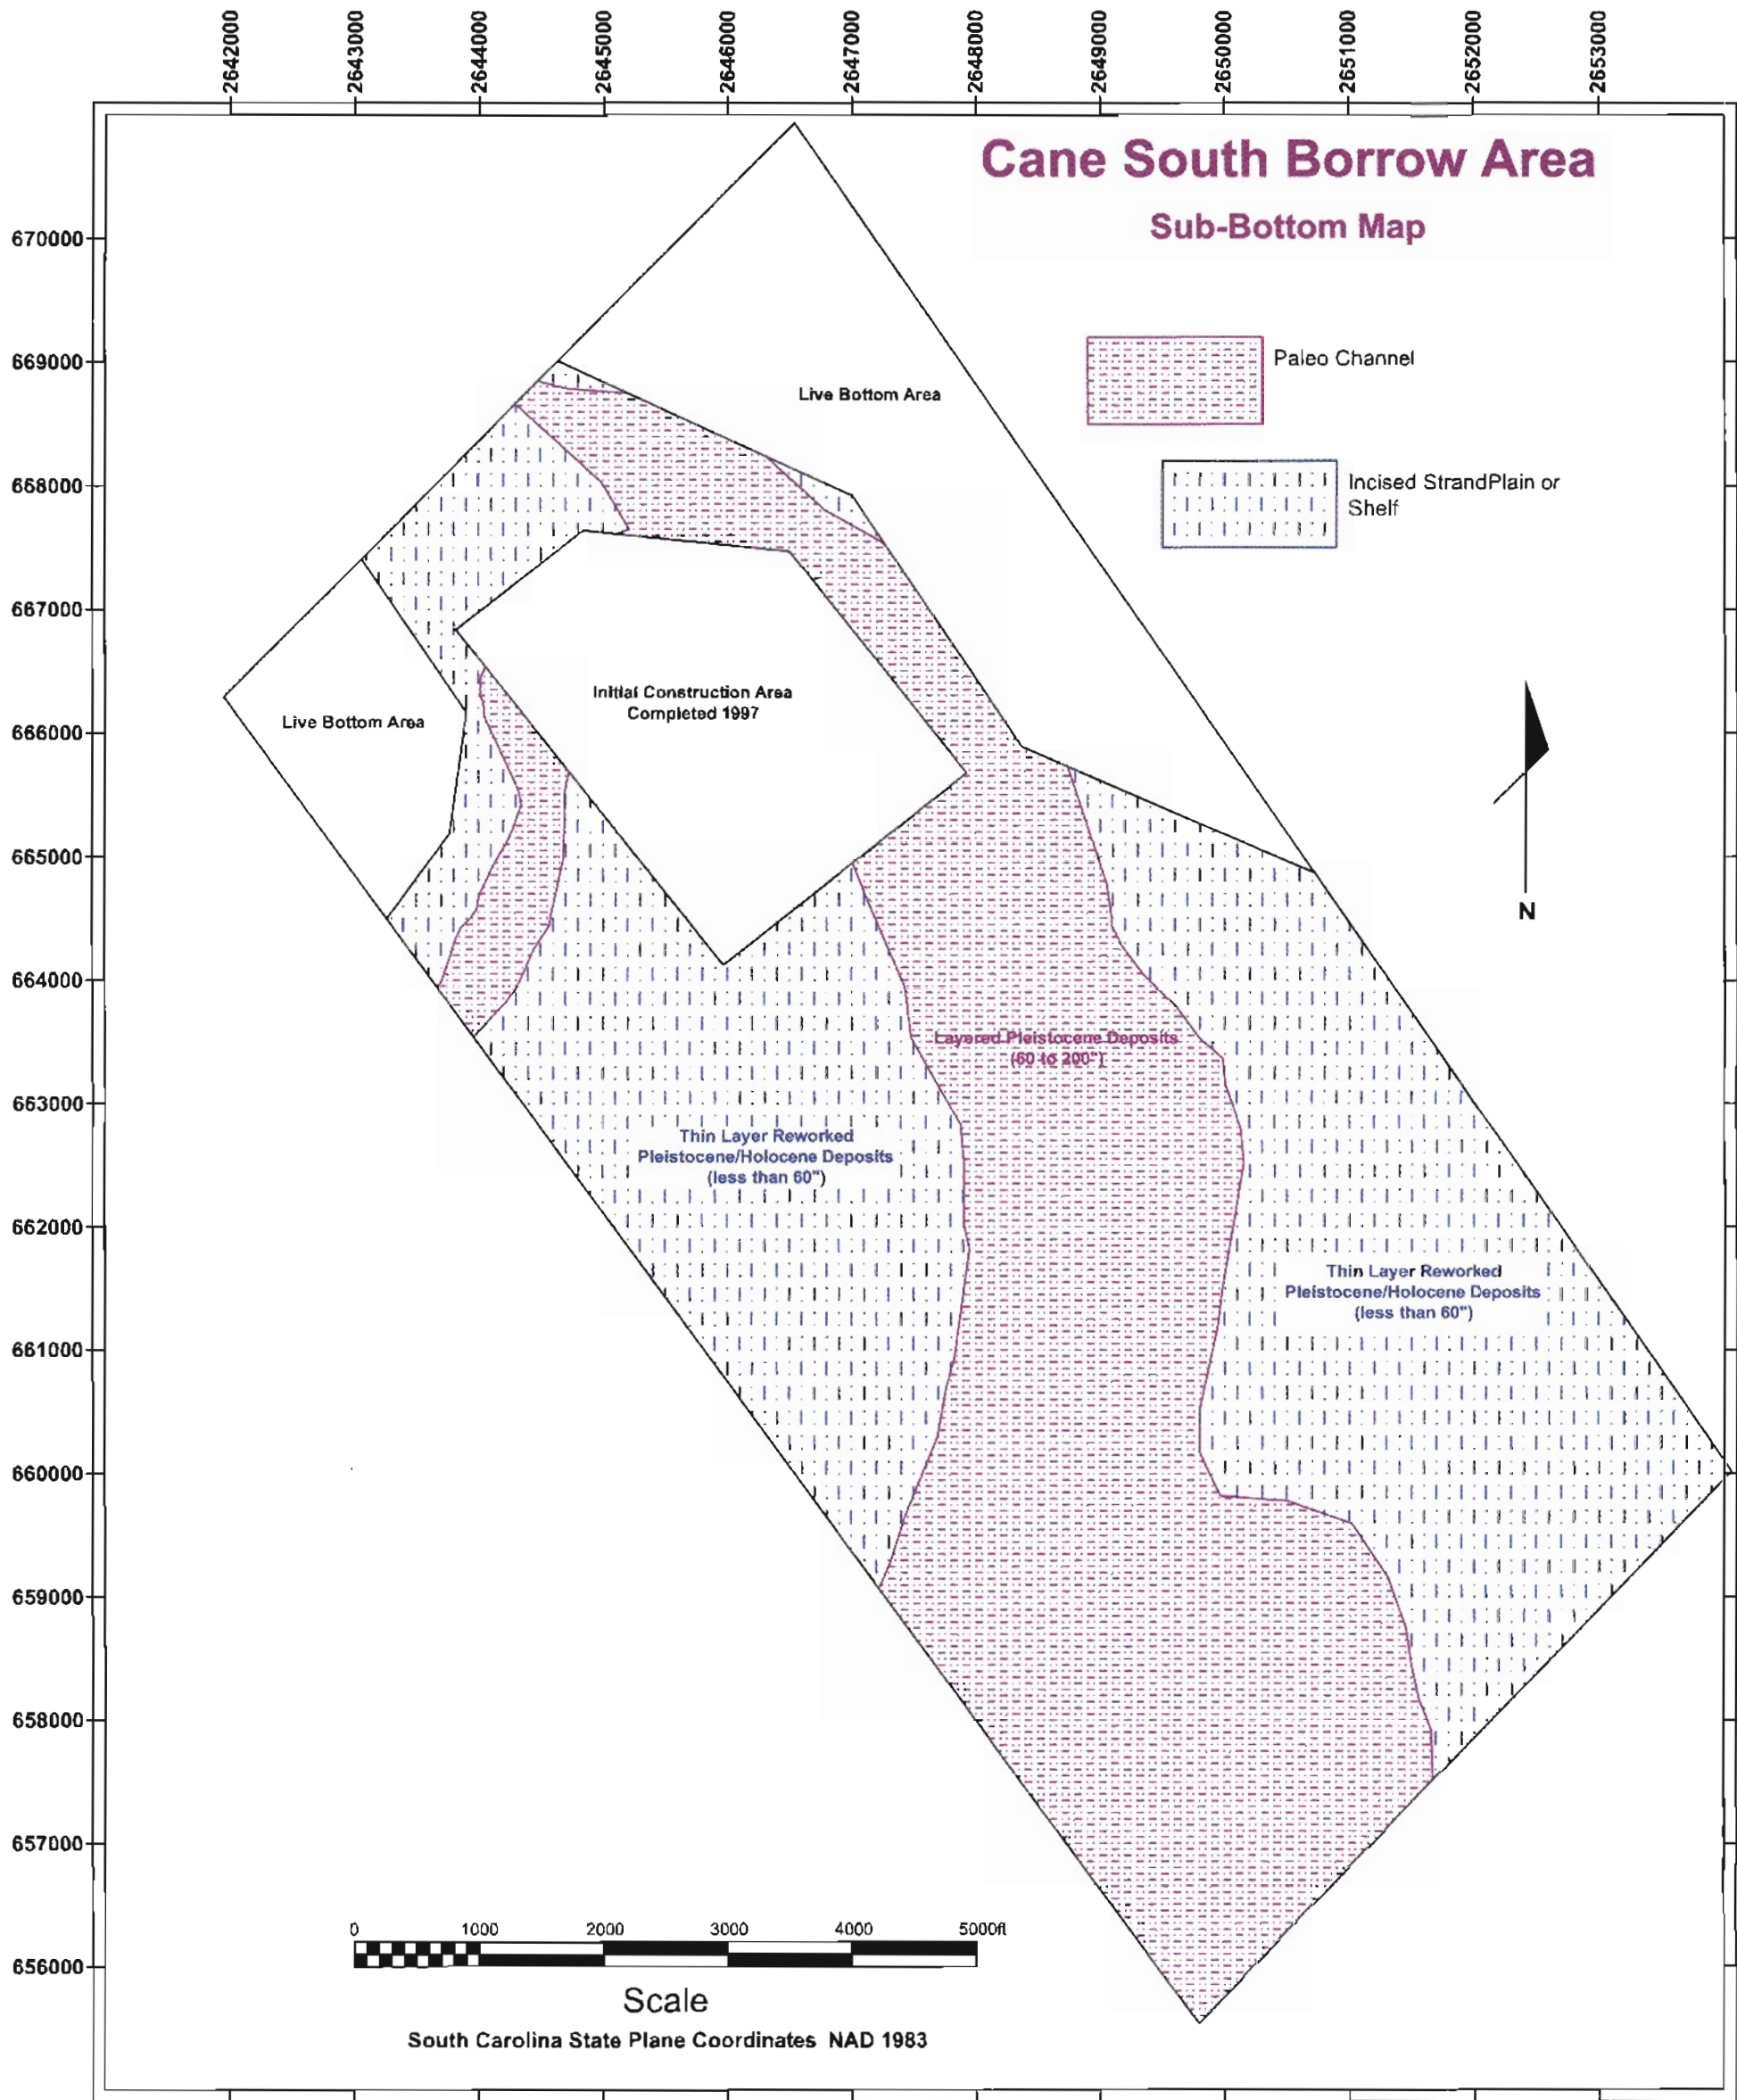 2642000
2643000
2644000
2645000
2646000
2647000
2648000
2649000
2650000
2651000
2652000
2653000
Cane South Borrow Area
Sub-Bottom Map
670000
669000
668000
667000
666000
665000
664000
663000
662000
661000
660000
659000
658000
657000
656000
Paleo Channel
Incised StrandPlain or
Shelf
Live Bottom Area
Initial Construction Area
Completed 1997
Live Bottom Area
N
Layered Pleistocene Deposits
(60 to 200")
Thin Layer Reworked
Pleistocene/Holocene Deposits
(less than 60")
Thin Layer Reworked
Pleistocene/Holocene Deposits
(less than 60")
0 1000 2000 3000 4000 5000ft
Scale
South Carolina State Plane Coordinates NAD 1983